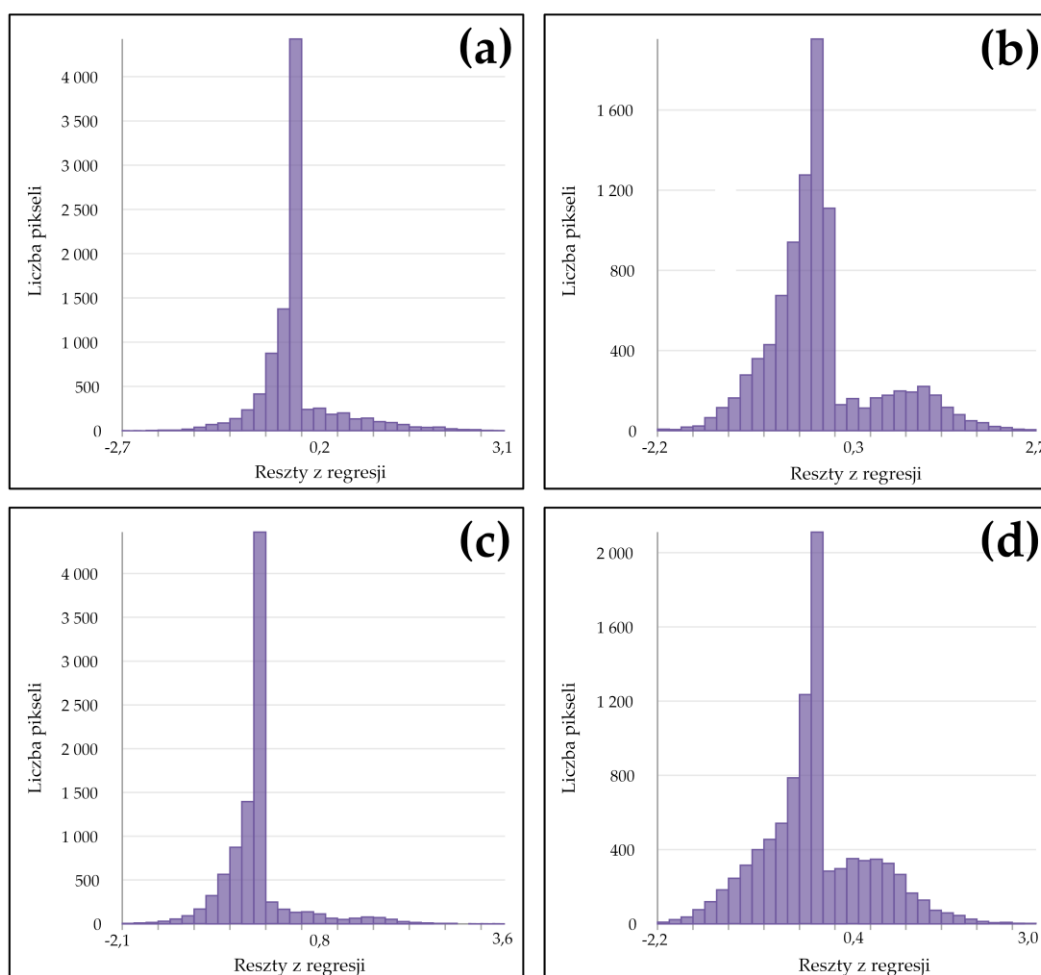 (a)
4 000
3 500
3 000
2 500
2 000
1 500
1 000
500
0
Liczba pikseli
-2,7 0,2 3,1
Reszty z regresji
(b)
1 600
1 200
800
400
0
Liczba pikseli
-2,2 0,3 2,7
Reszty z regresji
(c)
4 000
3 500
3 000
2 500
2 000
1 500
1 000
500
0
Liczba pikseli
-2,1 0,8 3,6
Reszty z regresji
(d)
2 000
1 600
1 200
800
400
0
Liczba pikseli
-2,2 0,4 3,0
Reszty z regresji